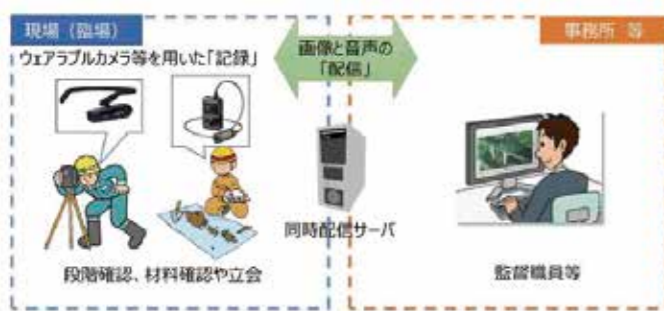 現場（臨場）
ウェアラブルカメラ等を用いた「記録」
画像と音声の
「配信」
事務所 等
同時配信サーバ
段階確認、材料確認や立会
監督職員等